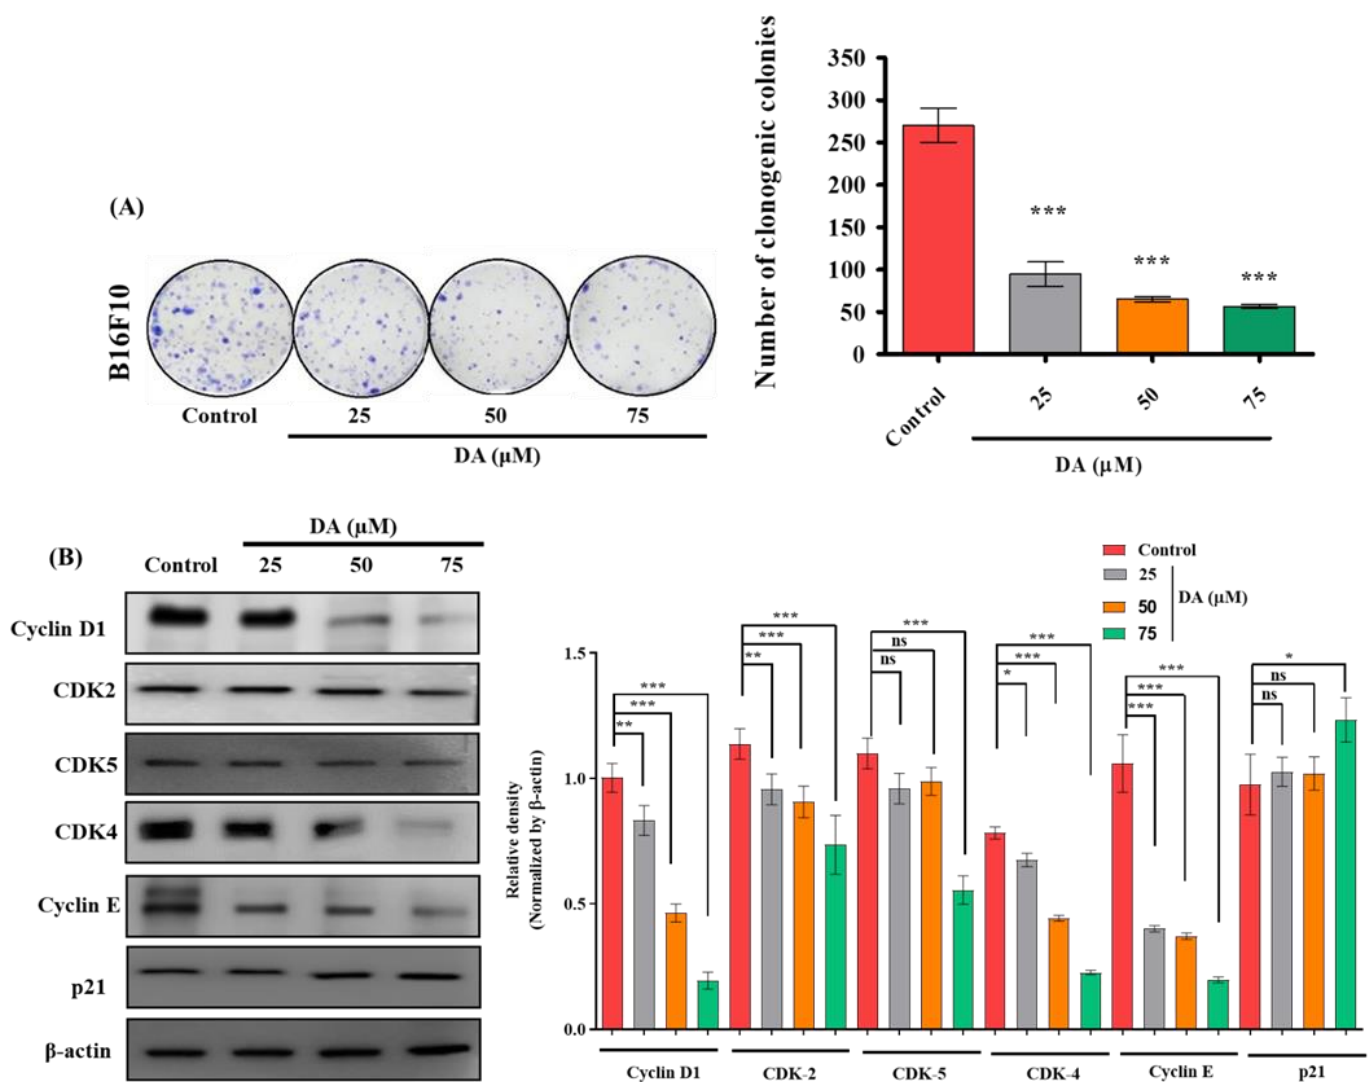 (A)
B16F10
Control
25
50
75
DA (μM)
Number of clonogenic colonies
350
300
250
200
150
100
50
0
***
***
***
Control
25
50
75
DA (μM)
(B)
DA (μM)
Control 25 50 75
Cyclin D1
CDK2
CDK5
CDK4
Cyclin E
p21
β-actin
Control
25
50
75
DA (μM)
Relative density
(Normalized by β-actin)
1.5
1.0
0.5
0.0
***
***
**
***
***
**
***
ns
ns
***
***
*
***
***
***
*
ns
ns
Cyclin D1
CDK-2
CDK-5
CDK-4
Cyclin E
p21